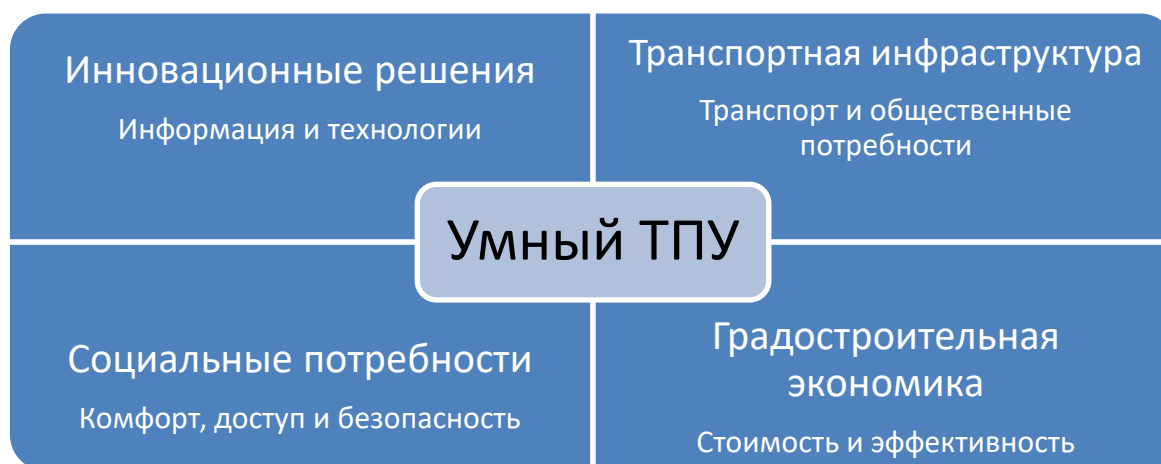 Инновационные решения
Информация и технологии
Транспортная инфраструктура
Транспорт и общественные
потребности
Умный ТПУ
Социальные потребности
Комфорт, доступ и безопасность
Градостроительная
экономика
Стоимость и эффективность